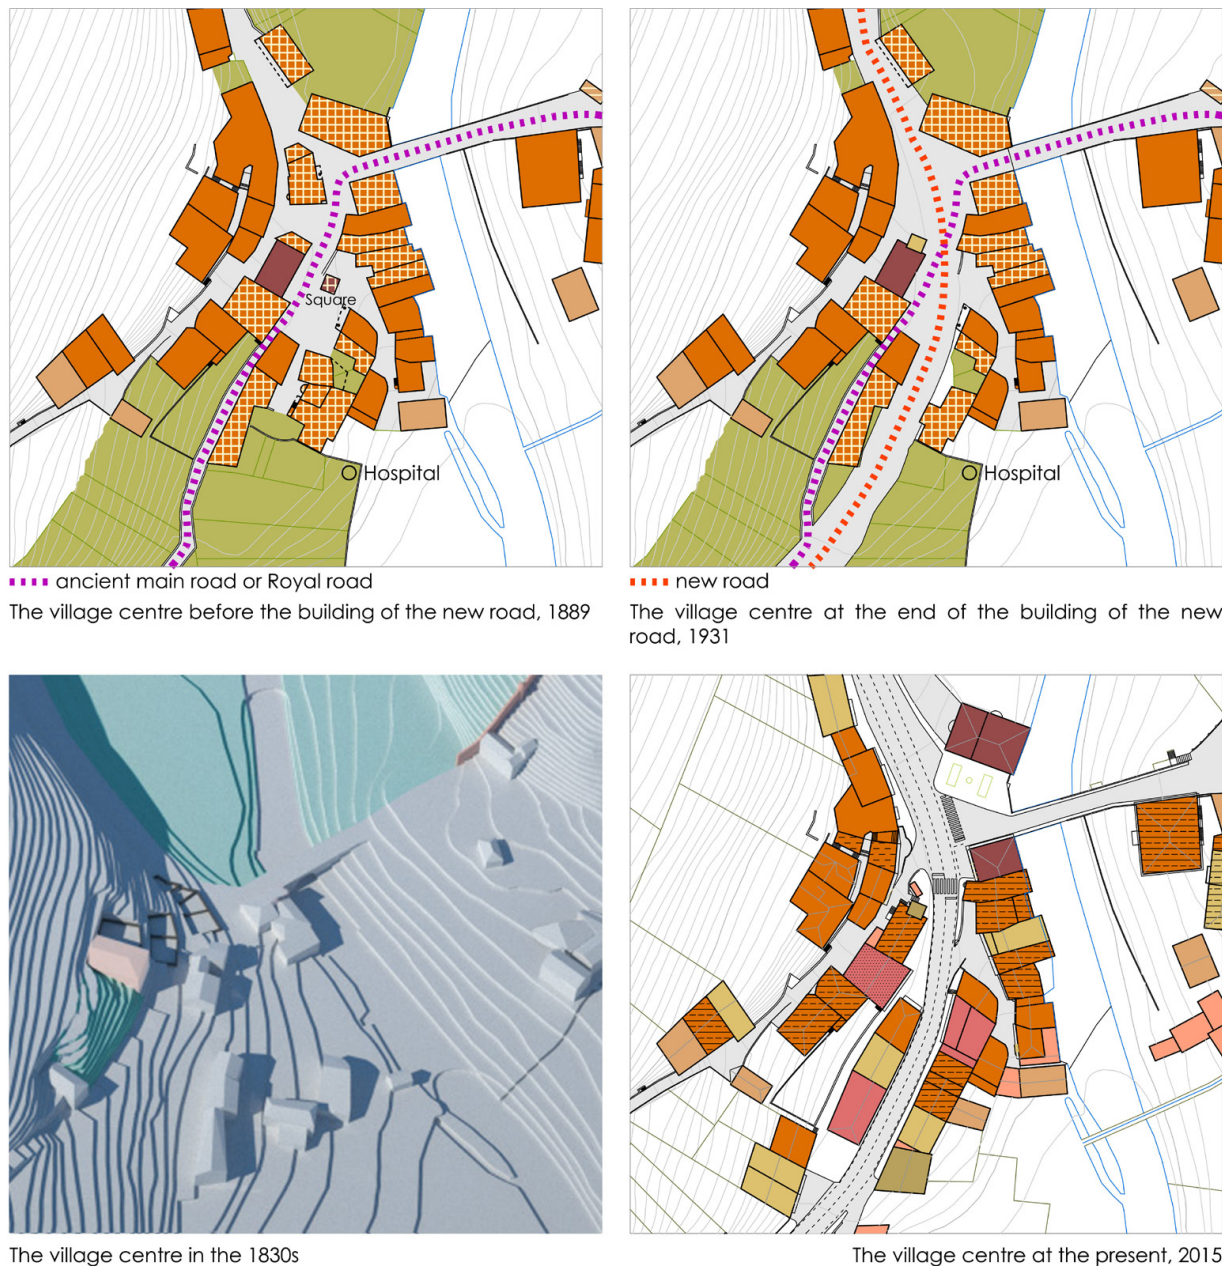 Square
Hospital
Hospital
ancient main road or Royal road
The village centre before the building of the new road, 1889
new road
The village centre at the end of the building of the new
road, 1931
The village centre in the 1830s
The village centre at the present, 2015